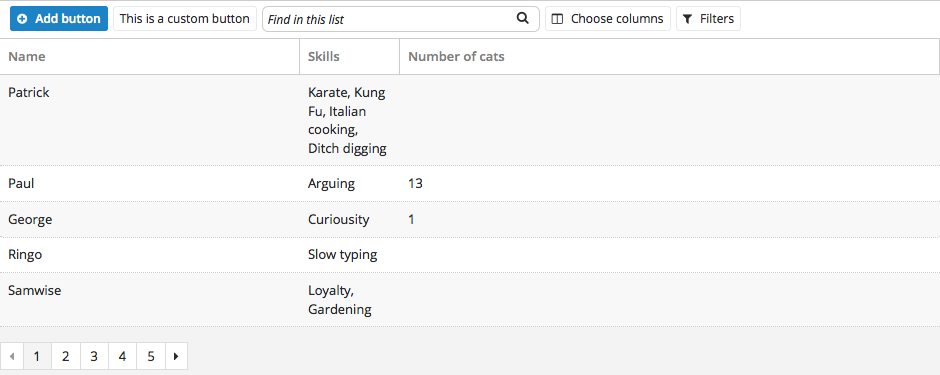 Add button This is a custom button Find in this list Choose columns Filters
Name Skills Number of cats
Patrick Karate, Kung
Fu, Italian
cooking,
Ditch digging
Paul Arguing 13
George Curiousity 1
Ringo Slow typing
Samwise Loyalty,
Gardening
1 2 3 4 5